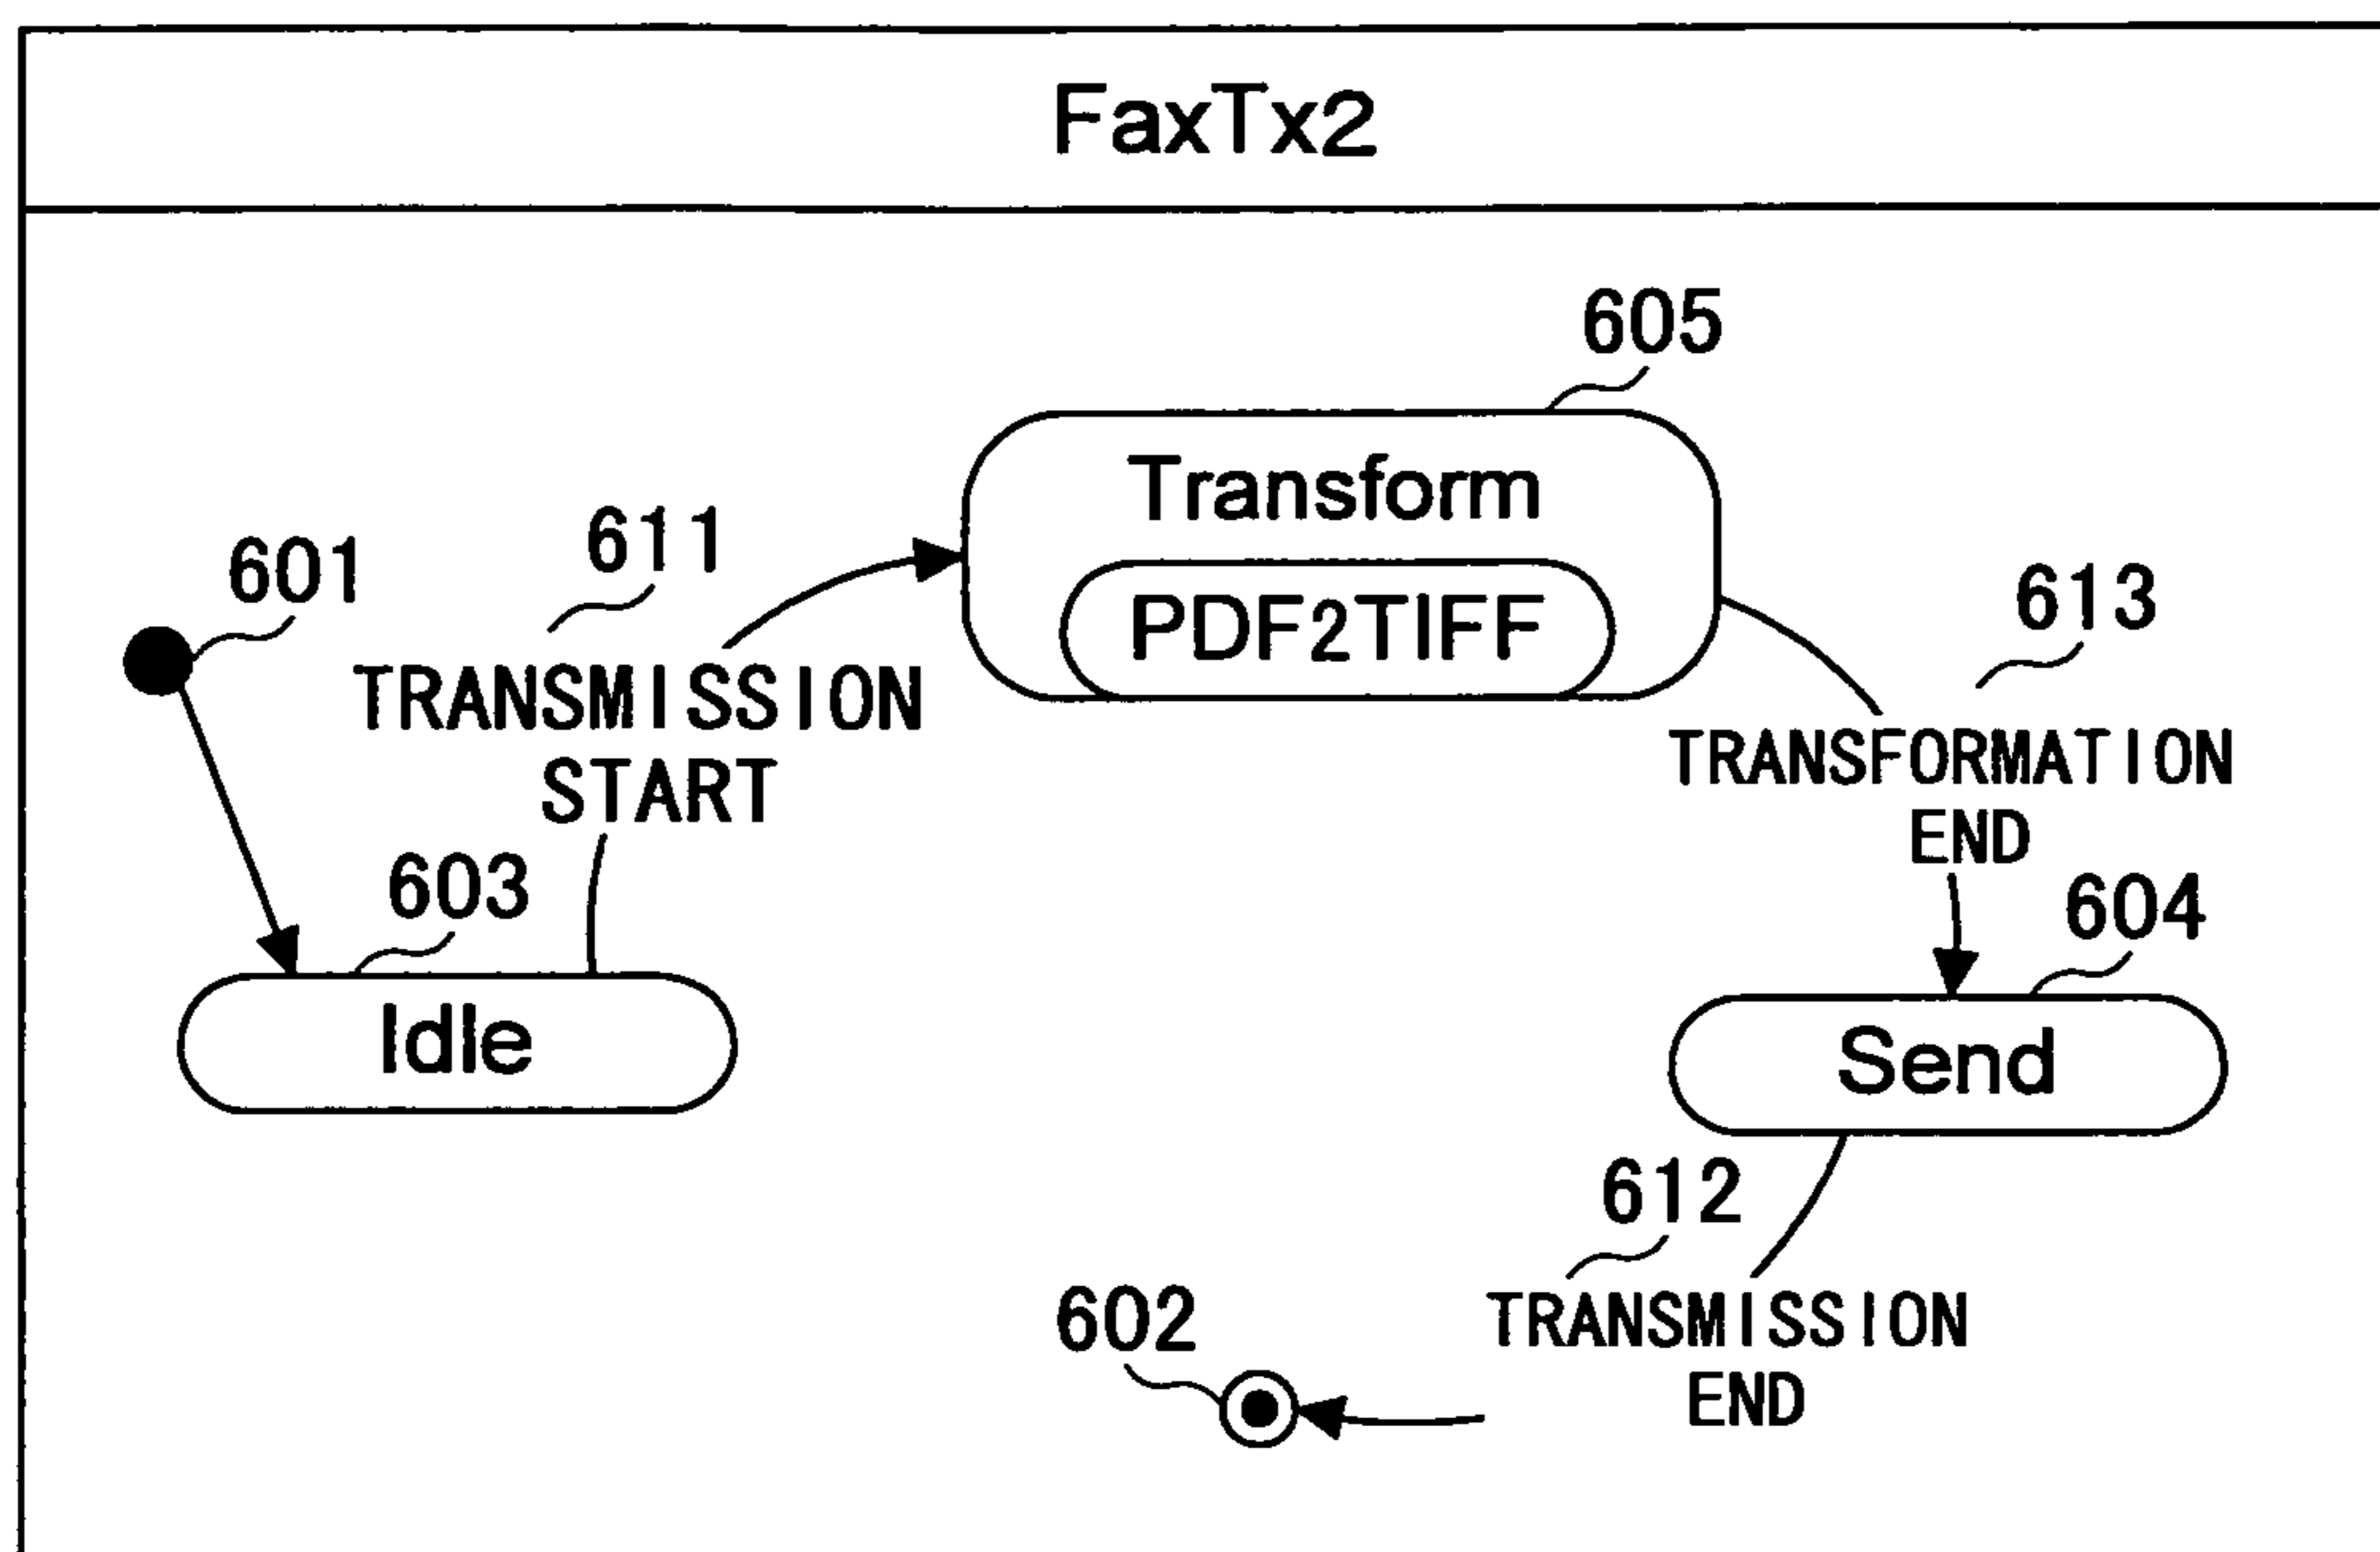 FaxTx2
605
Transform
PDF2TIFF
611
601
TRANSMISSION
START
613
TRANSFORMATION
END
603
Idle
604
Send
612
TRANSMISSION
END
602